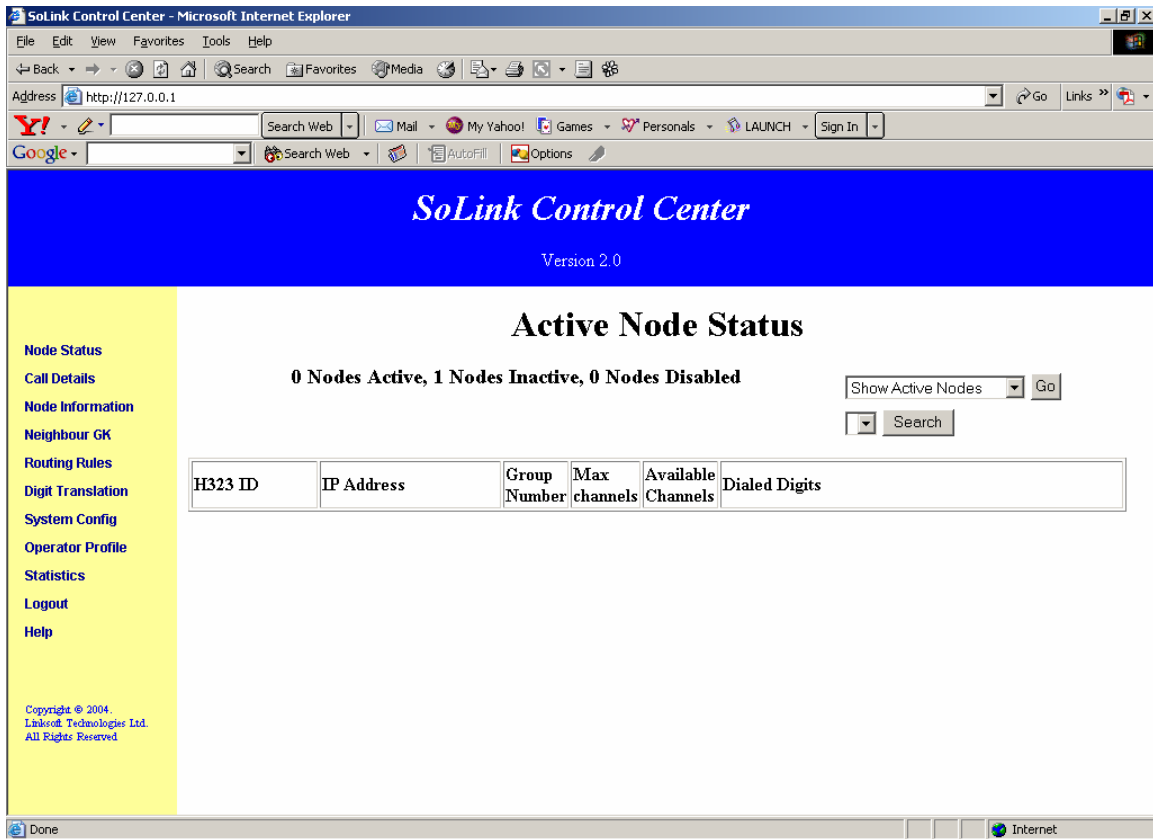 SoLink Control Center - Microsoft Internet Explorer
File Edit View Favorites Tools Help
Back Search Favorites Media
Address http://127.0.0.1 Go Links »
Y! Search Web Mail My Yahoo! Games Personals LAUNCH Sign In
Google Search Web AutoFill Options
SoLink Control Center
Version 2.0
Node Status
Call Details
Node Information
Neighbour GK
Routing Rules
Digit Translation
System Config
Operator Profile
Statistics
Logout
Help
Copyright © 2004.
Linksoft Technologies Ltd.
All Rights Reserved
Active Node Status
0 Nodes Active, 1 Nodes Inactive, 0 Nodes Disabled
Show Active Nodes Go
Search
H323 ID IP Address Group Number Max channels Available Channels Dialed Digits
Done Internet